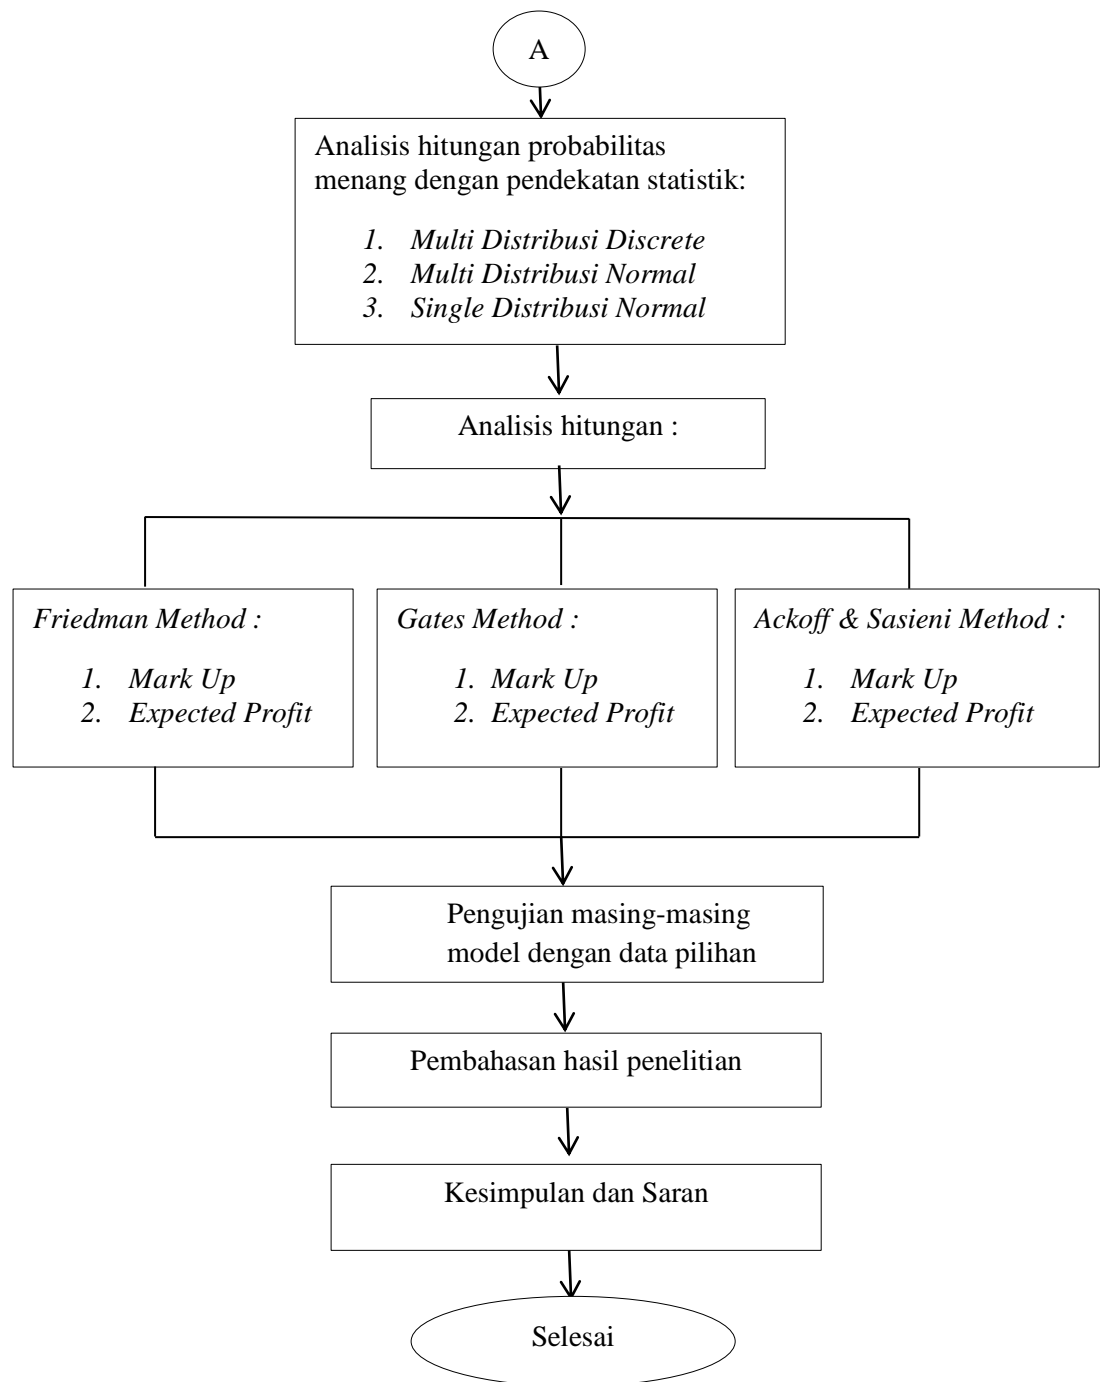 A
Analisis hitungan probabilitas
menang dengan pendekatan statistik:
1. Multi Distribusi Discrete
2. Multi Distribusi Normal
3. Single Distribusi Normal
Analisis hitungan :
Friedman Method :
1. Mark Up
2. Expected Profit
Gates Method :
1. Mark Up
2. Expected Profit
Ackoff & Sasieni Method :
1. Mark Up
2. Expected Profit
Pengujian masing-masing
model dengan data pilihan
Pembahasan hasil penelitian
Kesimpulan dan Saran
Selesai